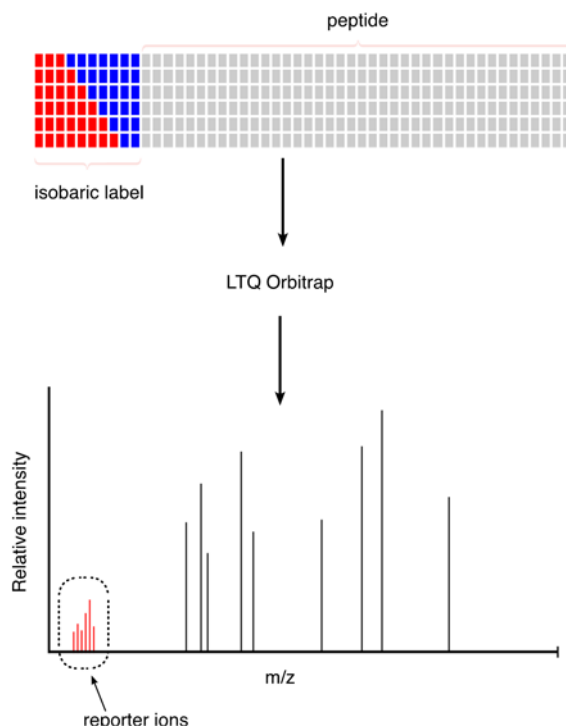 peptide
isobaric label
LTQ Orbitrap
Relative intensity
m/z
reporter ions